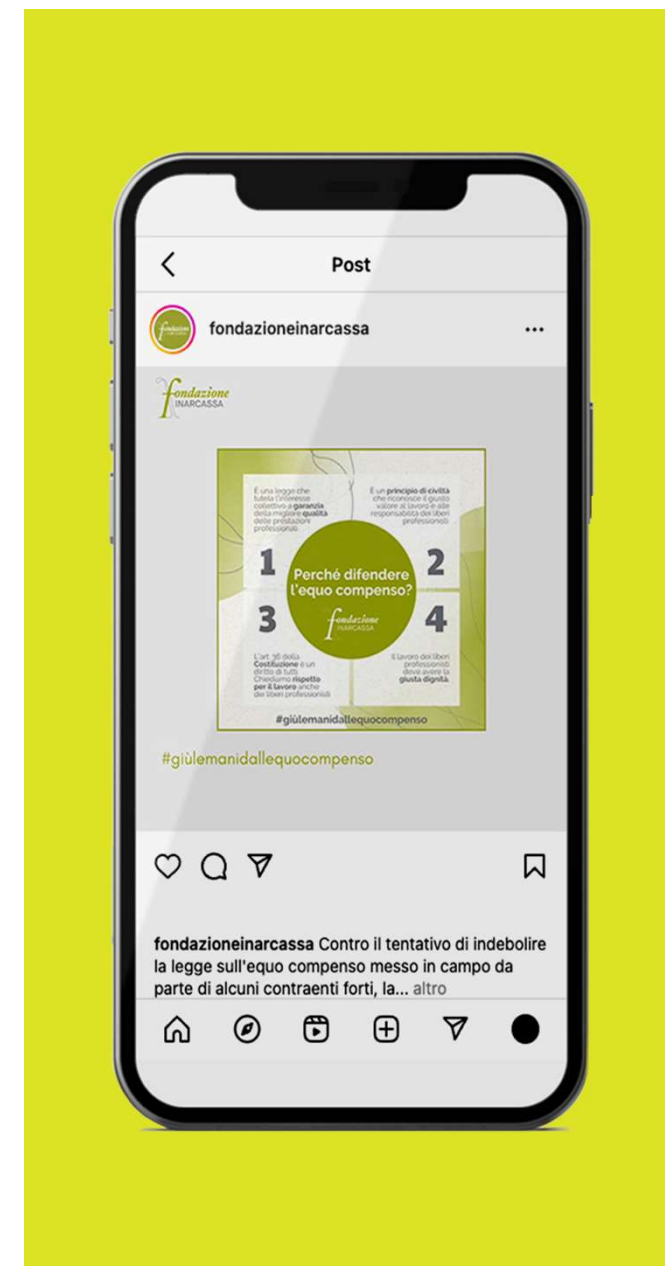 Post
fondazione
fondazioneinarcassa
...
fondazione
INARCASSA
È una legge che
tutela l'interesse
collettivo a garanzia
della migliore qualità
delle prestazioni
professionali
È un principio di civiltà
che riconosce il giusto
valore al lavoro e alle
responsabilità dei liberi
professionisti
1
2
Perché difendere
l'equo compenso?
fondazione
INARCASSA
3
4
L'art. 36 della
Costituzione è un
diritto di tutti
Chiediamo rispetto
per il lavoro anche
dei liberi professionisti
Il lavoro dei liberi
professionisti
deve avere la
giusta dignità.
#giùlemanidallequocompenso
#giùlemanidallequocompenso
fondazioneinarcassa Contro il tentativo di indebolire
la legge sull'equo compenso messo in campo da
parte di alcuni contraenti forti, la... altro